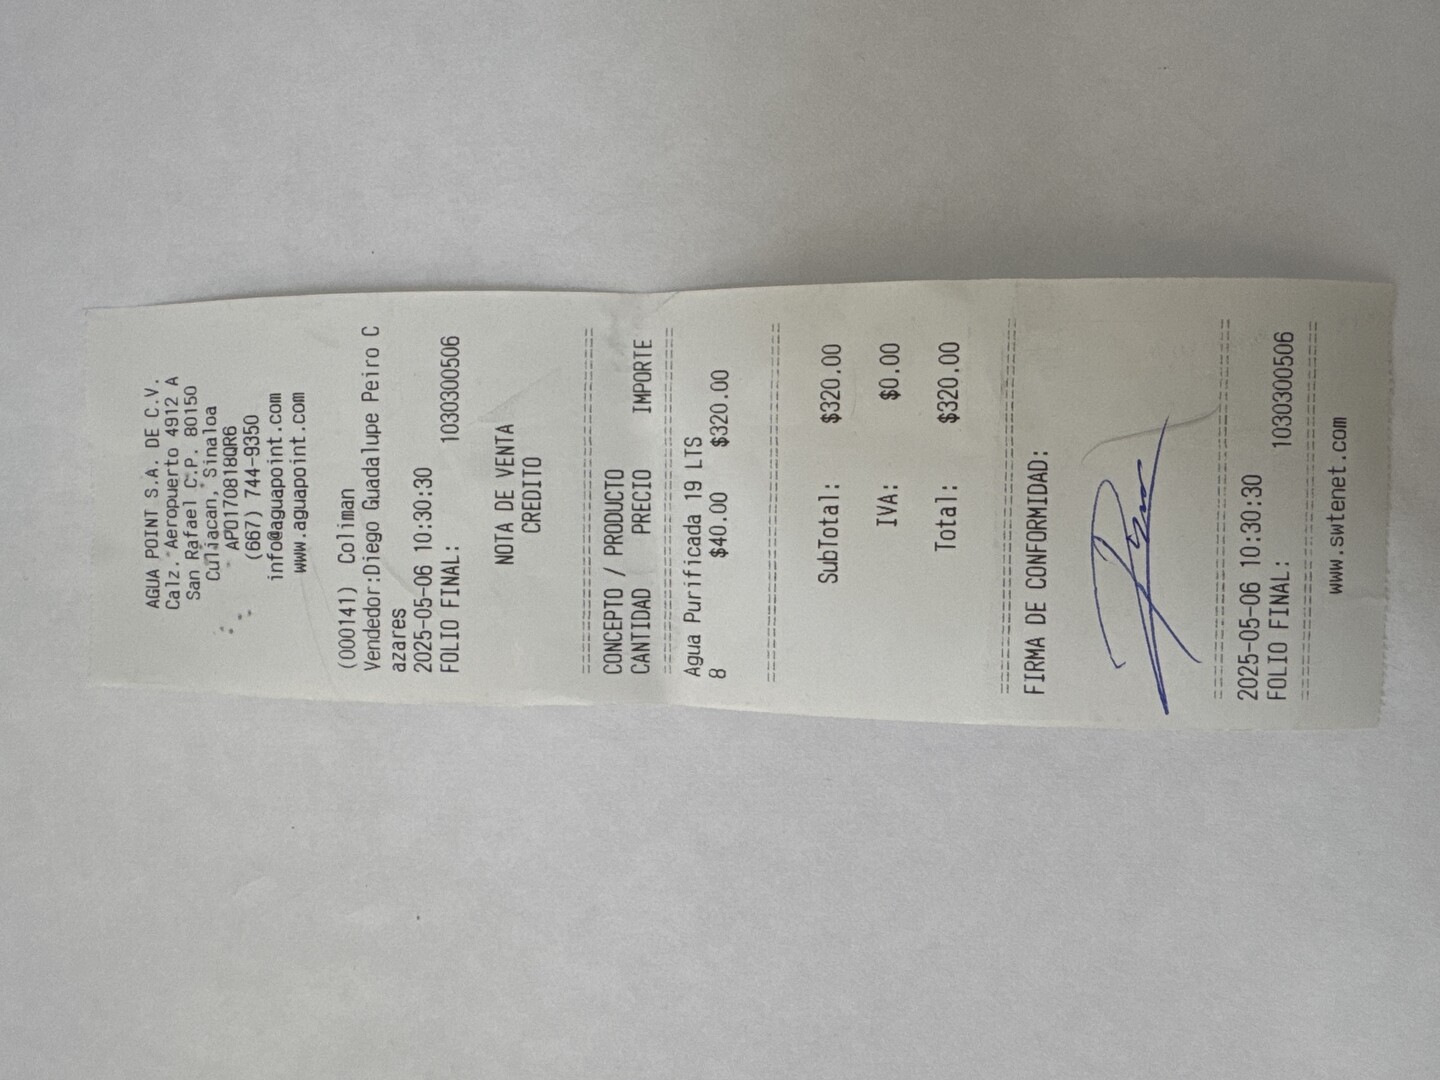 AGUA POINT S.A. DE C.V.
Calz. Aeropuerto 4912 A
San Rafael C.P. 80150
Culiacan, Sinaloa
APO170818QR6
(667) 744-9350
info@aguapoint.com
www.aguapoint.com
(000141) Coliman
Vendedor:Diego Guadalupe Peiro C
azares
2025-05-06 10:30:30
FOLIO FINAL: 1030300506
NOTA DE VENTA
CREDITO
CONCEPTO / PRODUCTO
CANTIDAD PRECIO IMPORTE
Agua Purificada 19 LTS
8 $40.00 $320.00
SubTotal: $320.00
IVA: $0.00
Total: $320.00
FIRMA DE CONFORMIDAD:
2025-05-06 10:30:30
FOLIO FINAL: 1030300506
www.swtenet.com